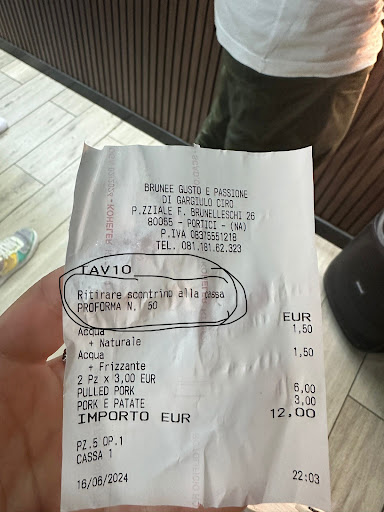 BRUNEE GUSTO E PASSIONE
DI GARGIULO CIRO
P.ZZIALE F. BRUNELLESCHI 26
80055 - PORTICI - (NA)
P.IVA 08375551218
TEL. 081.181.62.323
TAV10
Ritirare scontrino alla cassa
PROFORMA N. 50
EUR
Acqua 1,50
+ Naturale
Acqua 1,50
+ Frizzante
2 Pz x 3,00 EUR
PULLED PORK 6,00
PORK E PATATE 3,00
IMPORTO EUR 12,00
PZ.5 OP.1
CASSA 1
16/06/2024 22:03